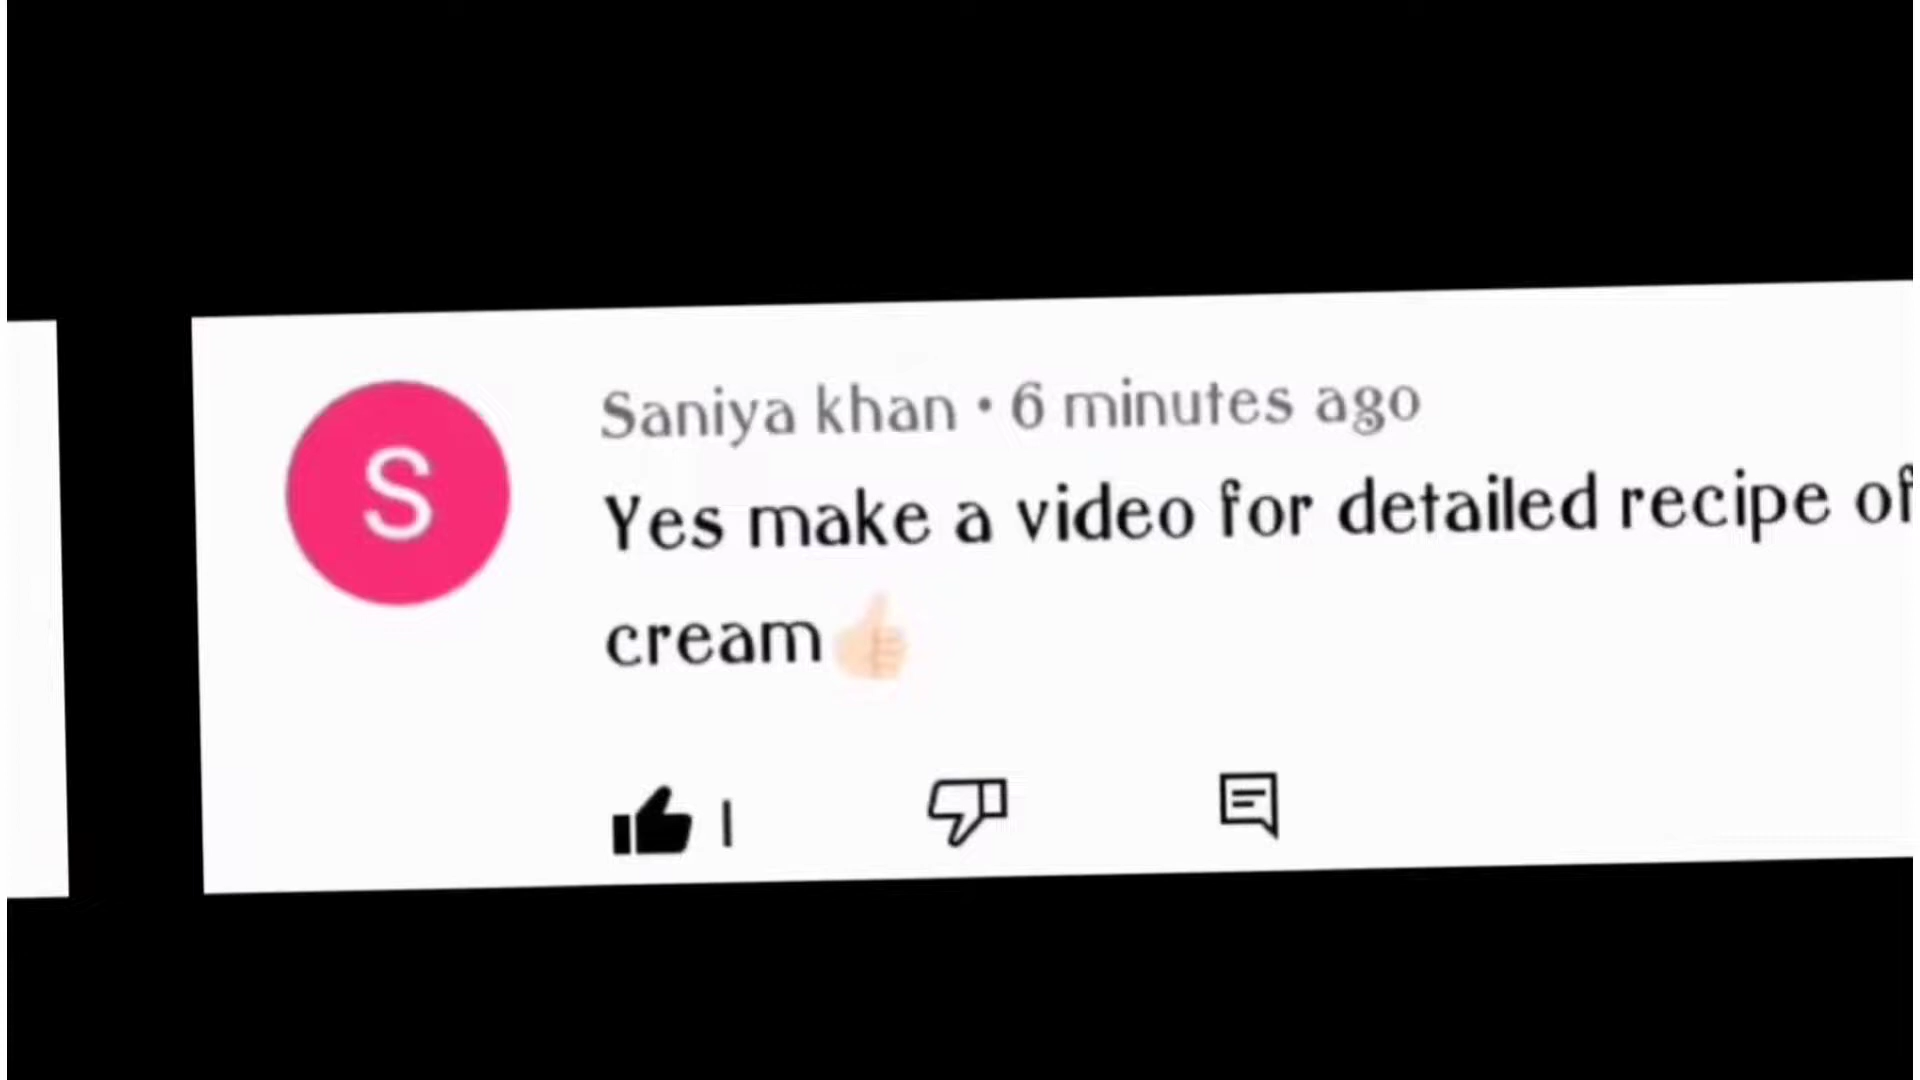 S
Saniya khan • 6 minutes ago
Yes make a video for detailed recipe of
cream👍🏻
1